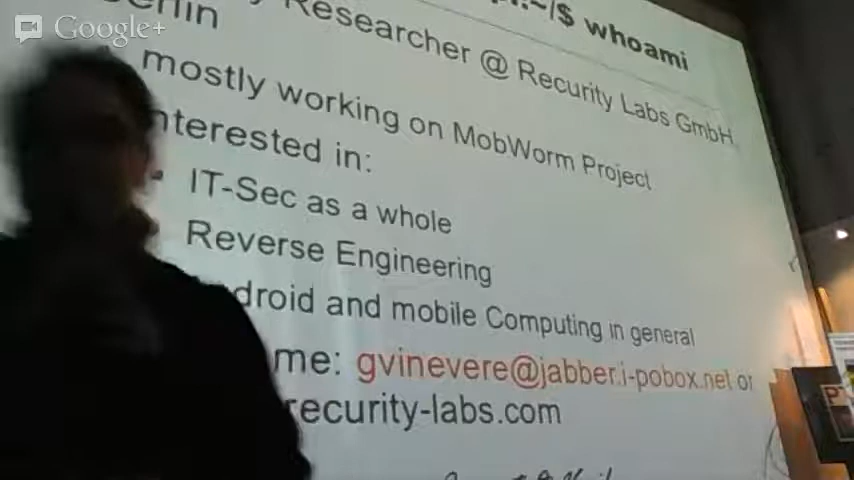 Google+
:~/$ whoami
Researcher @ Recurity Labs GmbH
mostly working on MobWorm Project
nterested in:
IT-Sec as a whole
Reverse Engineering
droid and mobile Computing in general
me: gvinevere@jabber.i-pobox.net or
recurity-labs.com